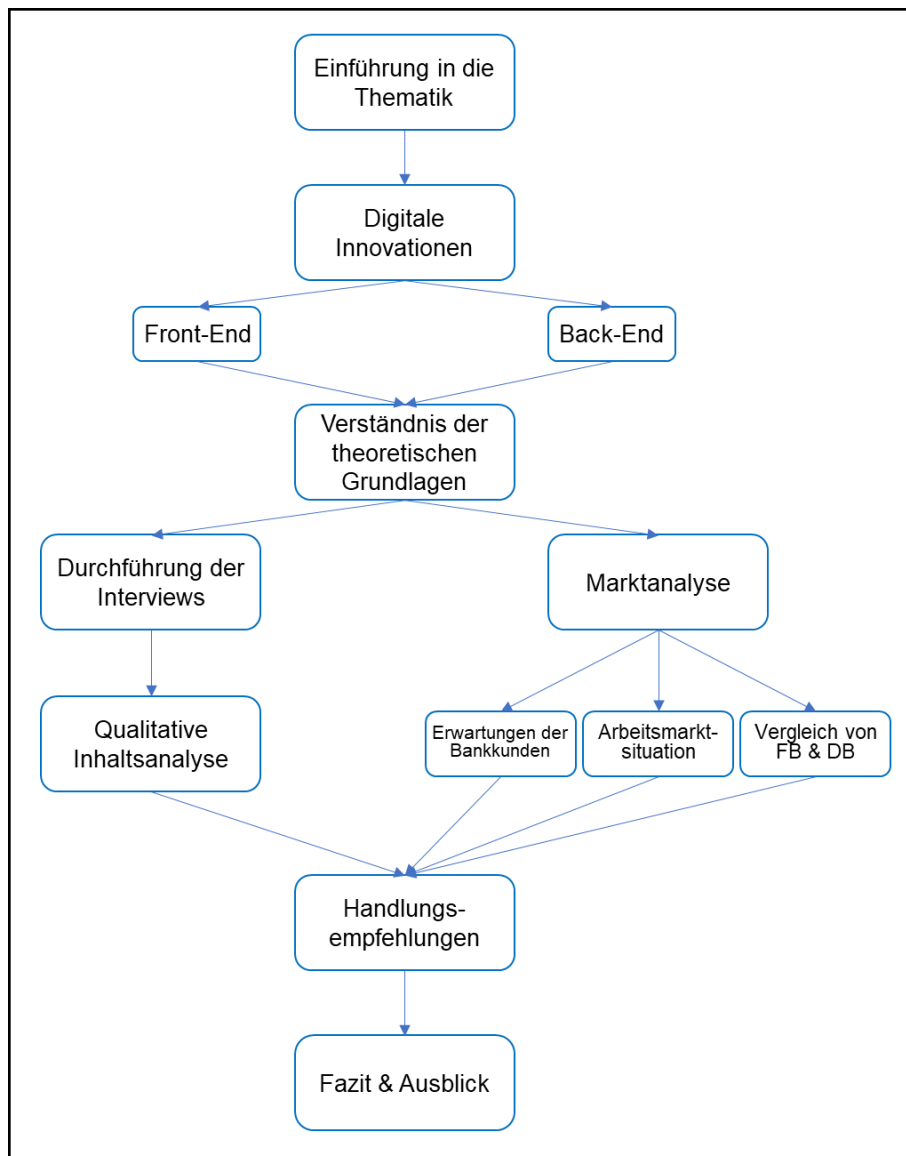 Einführung in die
Thematik
Digitale
Innovationen
Front-End
Back-End
Verständnis der
theoretischen
Grundlagen
Durchführung der
Interviews
Marktanalyse
Qualitative
Inhaltsanalyse
Erwartungen der
Bankkunden
Arbeitsmarkt-
situation
Vergleich von
FB & DB
Handlungs-
empfehlungen
Fazit & Ausblick